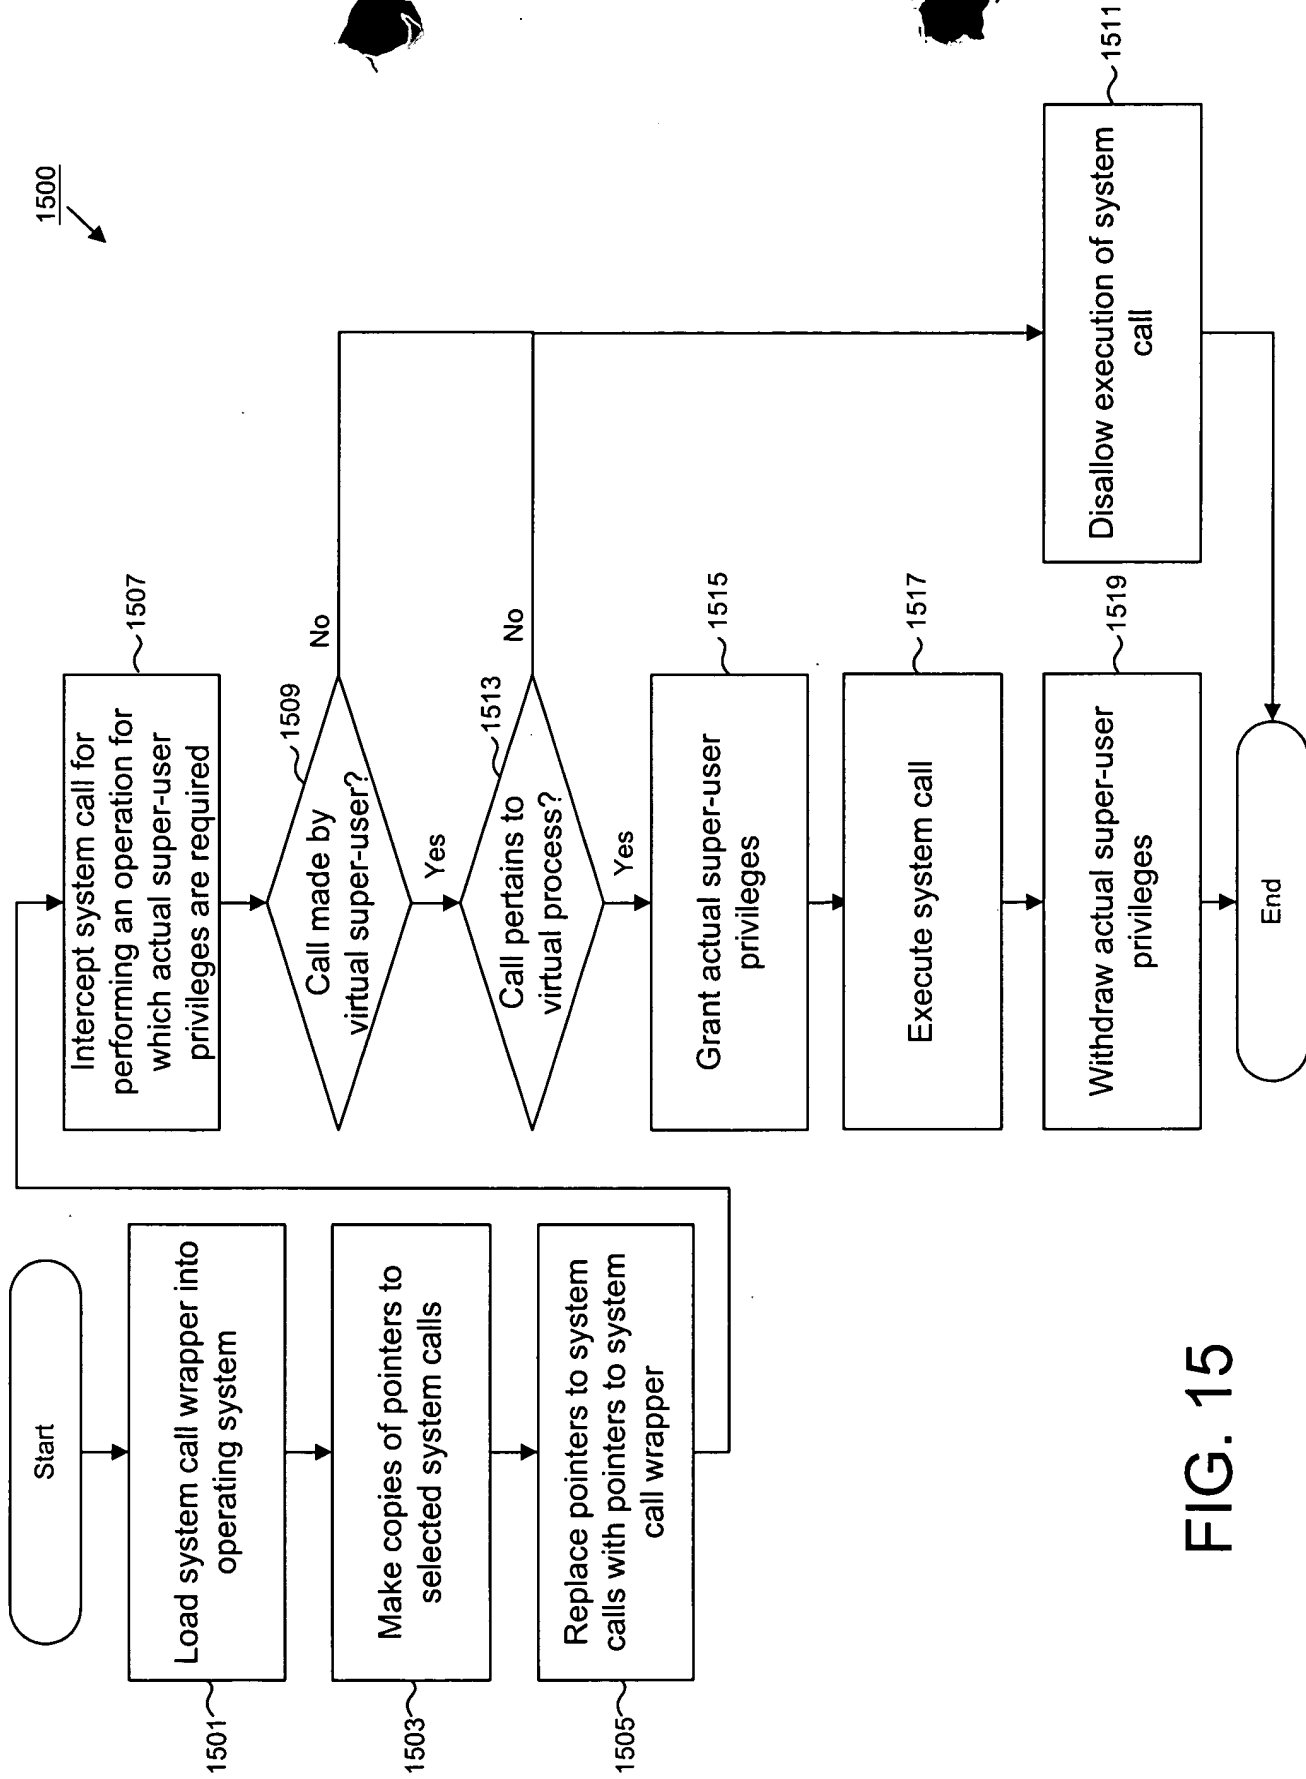 1500
Start
Load system call wrapper into
operating system
1501
Make copies of pointers to
selected system calls
1503
Replace pointers to system
calls with pointers to system
call wrapper
1505
Intercept system call for
performing an operation for
which actual super-user
privileges are required
1507
Call made by
virtual super-user?
1509
No
Yes
Call pertains to
virtual process?
1513
No
Yes
Grant actual super-user
privileges
1515
Execute system call
1517
Withdraw actual super-user
privileges
1519
Disallow execution of system
call
1511
End
FIG. 15